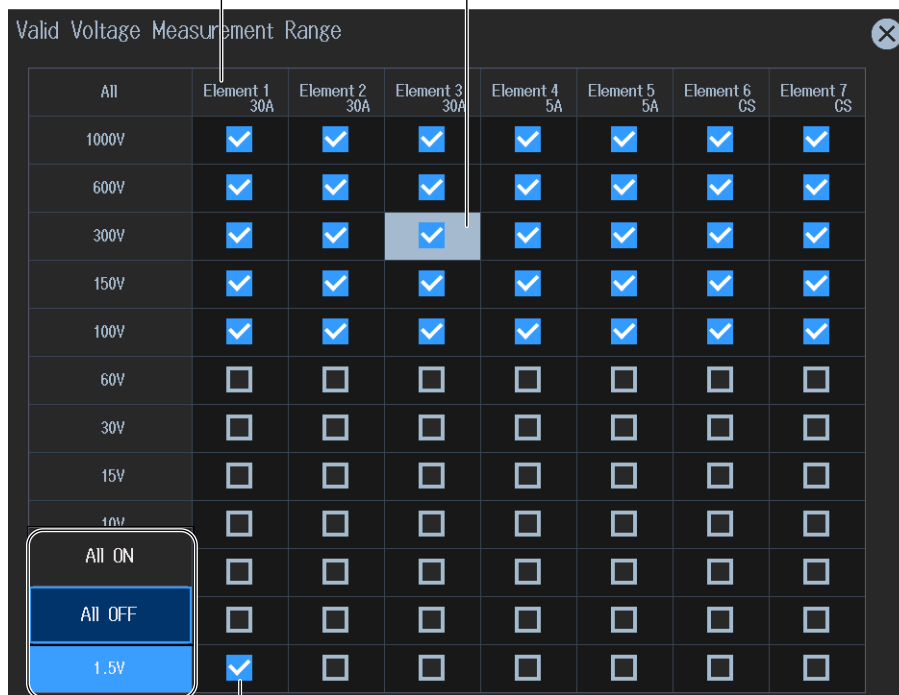 Valid Voltage Measurement Range
All Element 1 30A Element 2 30A Element 3 30A Element 4 5A Element 5 5A Element 6 CS Element 7 CS
1000V
600V
300V
150V
100V
60V
30V
15V
10V
All ON
All OFF
1.5V